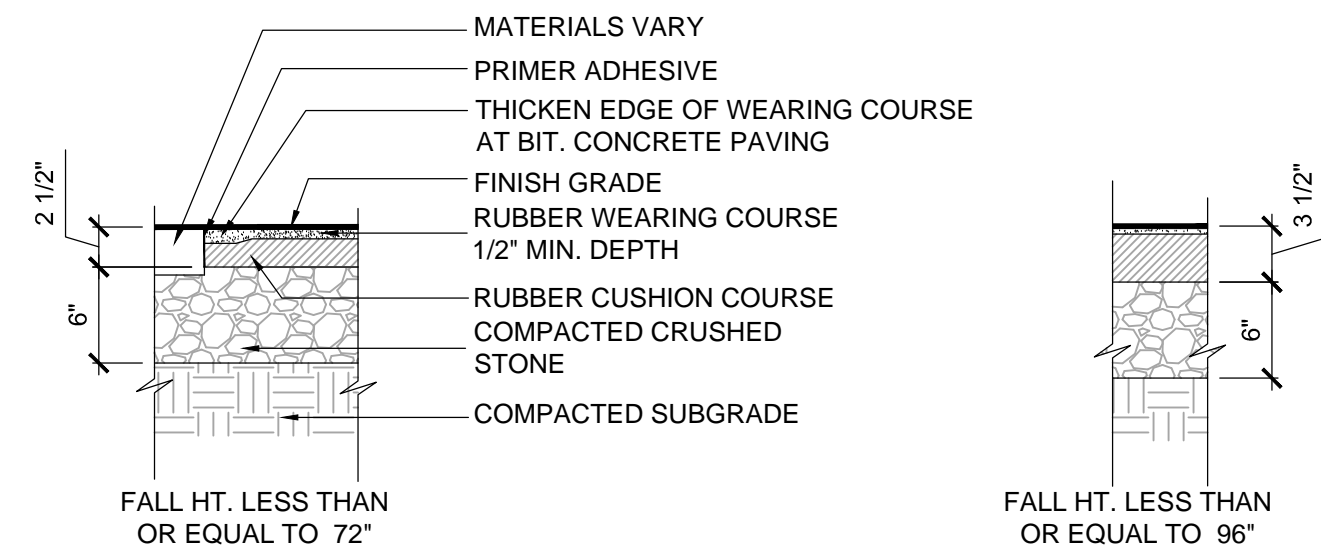 MATERIALS VARY
PRIMER ADHESIVE
THICKEN EDGE OF WEARING COURSE
AT BIT. CONCRETE PAVING
FINISH GRADE
RUBBER WEARING COURSE
1/2" MIN. DEPTH
RUBBER CUSHION COURSE
COMPACTED CRUSHED
STONE
COMPACTED SUBGRADE
2 1/2"
6"
FALL HT. LESS THAN
OR EQUAL TO 72"
3 1/2"
6"
FALL HT. LESS THAN
OR EQUAL TO 96"